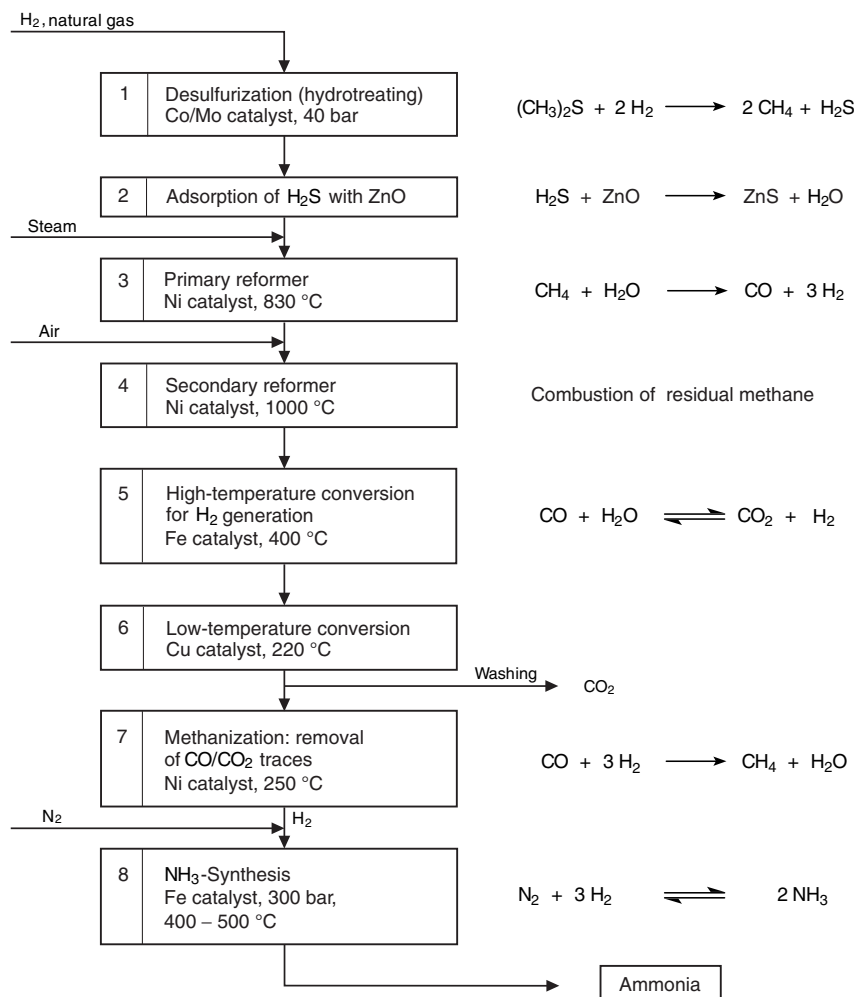 H₂, natural gas
1 Desulfurization (hydrotreating)
Co/Mo catalyst, 40 bar
(CH₃)₂S + 2 H₂ ⟶ 2 CH₄ + H₂S
2 Adsorption of H₂S with ZnO
H₂S + ZnO ⟶ ZnS + H₂O
Steam
3 Primary reformer
Ni catalyst, 830 °C
CH₄ + H₂O ⟶ CO + 3 H₂
Air
4 Secondary reformer
Ni catalyst, 1000 °C
Combustion of residual methane
5 High-temperature conversion
for H₂ generation
Fe catalyst, 400 °C
CO + H₂O ⇌ CO₂ + H₂
6 Low-temperature conversion
Cu catalyst, 220 °C
Washing
CO₂
7 Methanization: removal
of CO/CO₂ traces
Ni catalyst, 250 °C
CO + 3 H₂ ⟶ CH₄ + H₂O
N₂
H₂
8 NH₃-Synthesis
Fe catalyst, 300 bar,
400 – 500 °C
N₂ + 3 H₂ ⇌ 2 NH₃
Ammonia